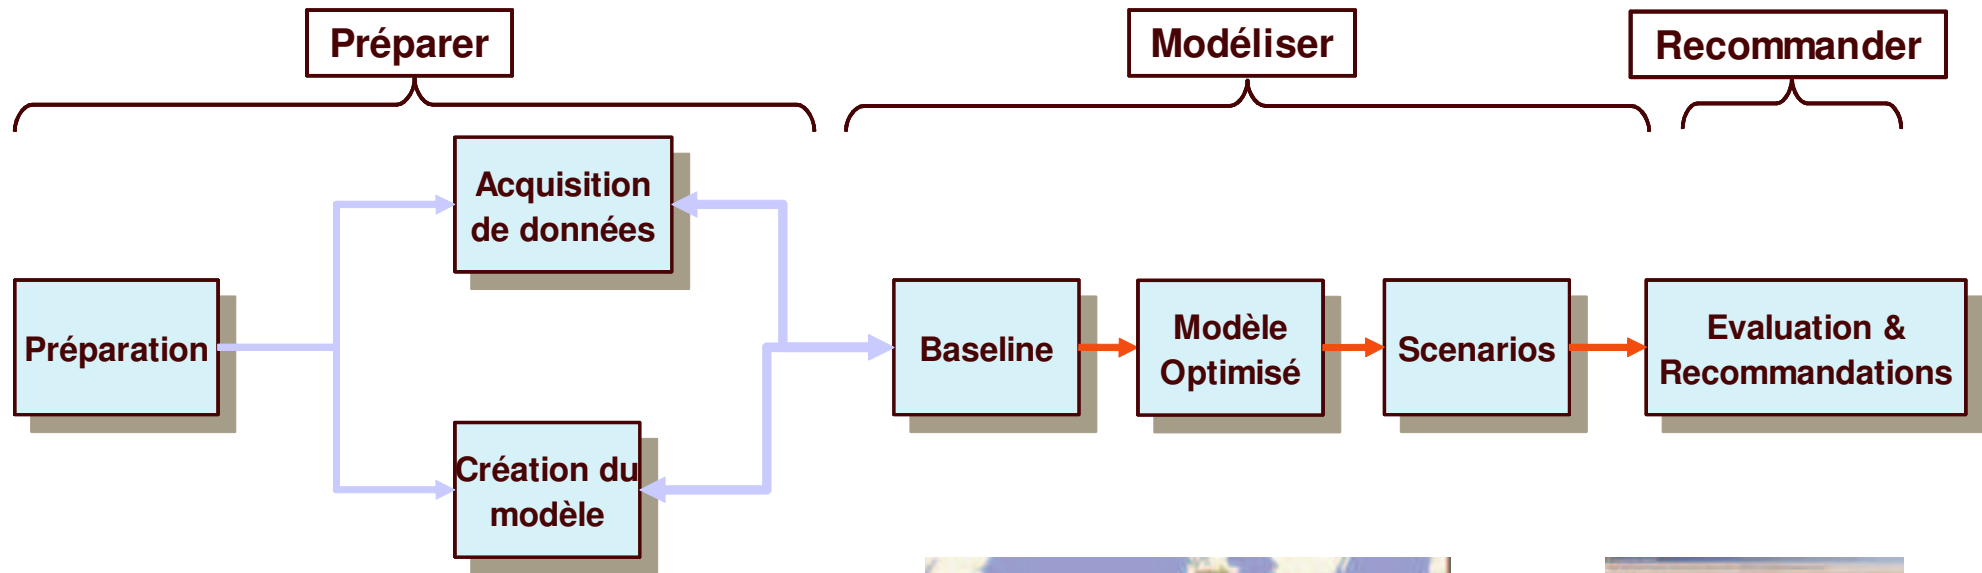 Préparer
Modéliser
Recommander
Acquisition
de données
Préparation
Création du
modèle
Baseline
Modèle
Optimisé
Scenarios
Evaluation &
Recommandations